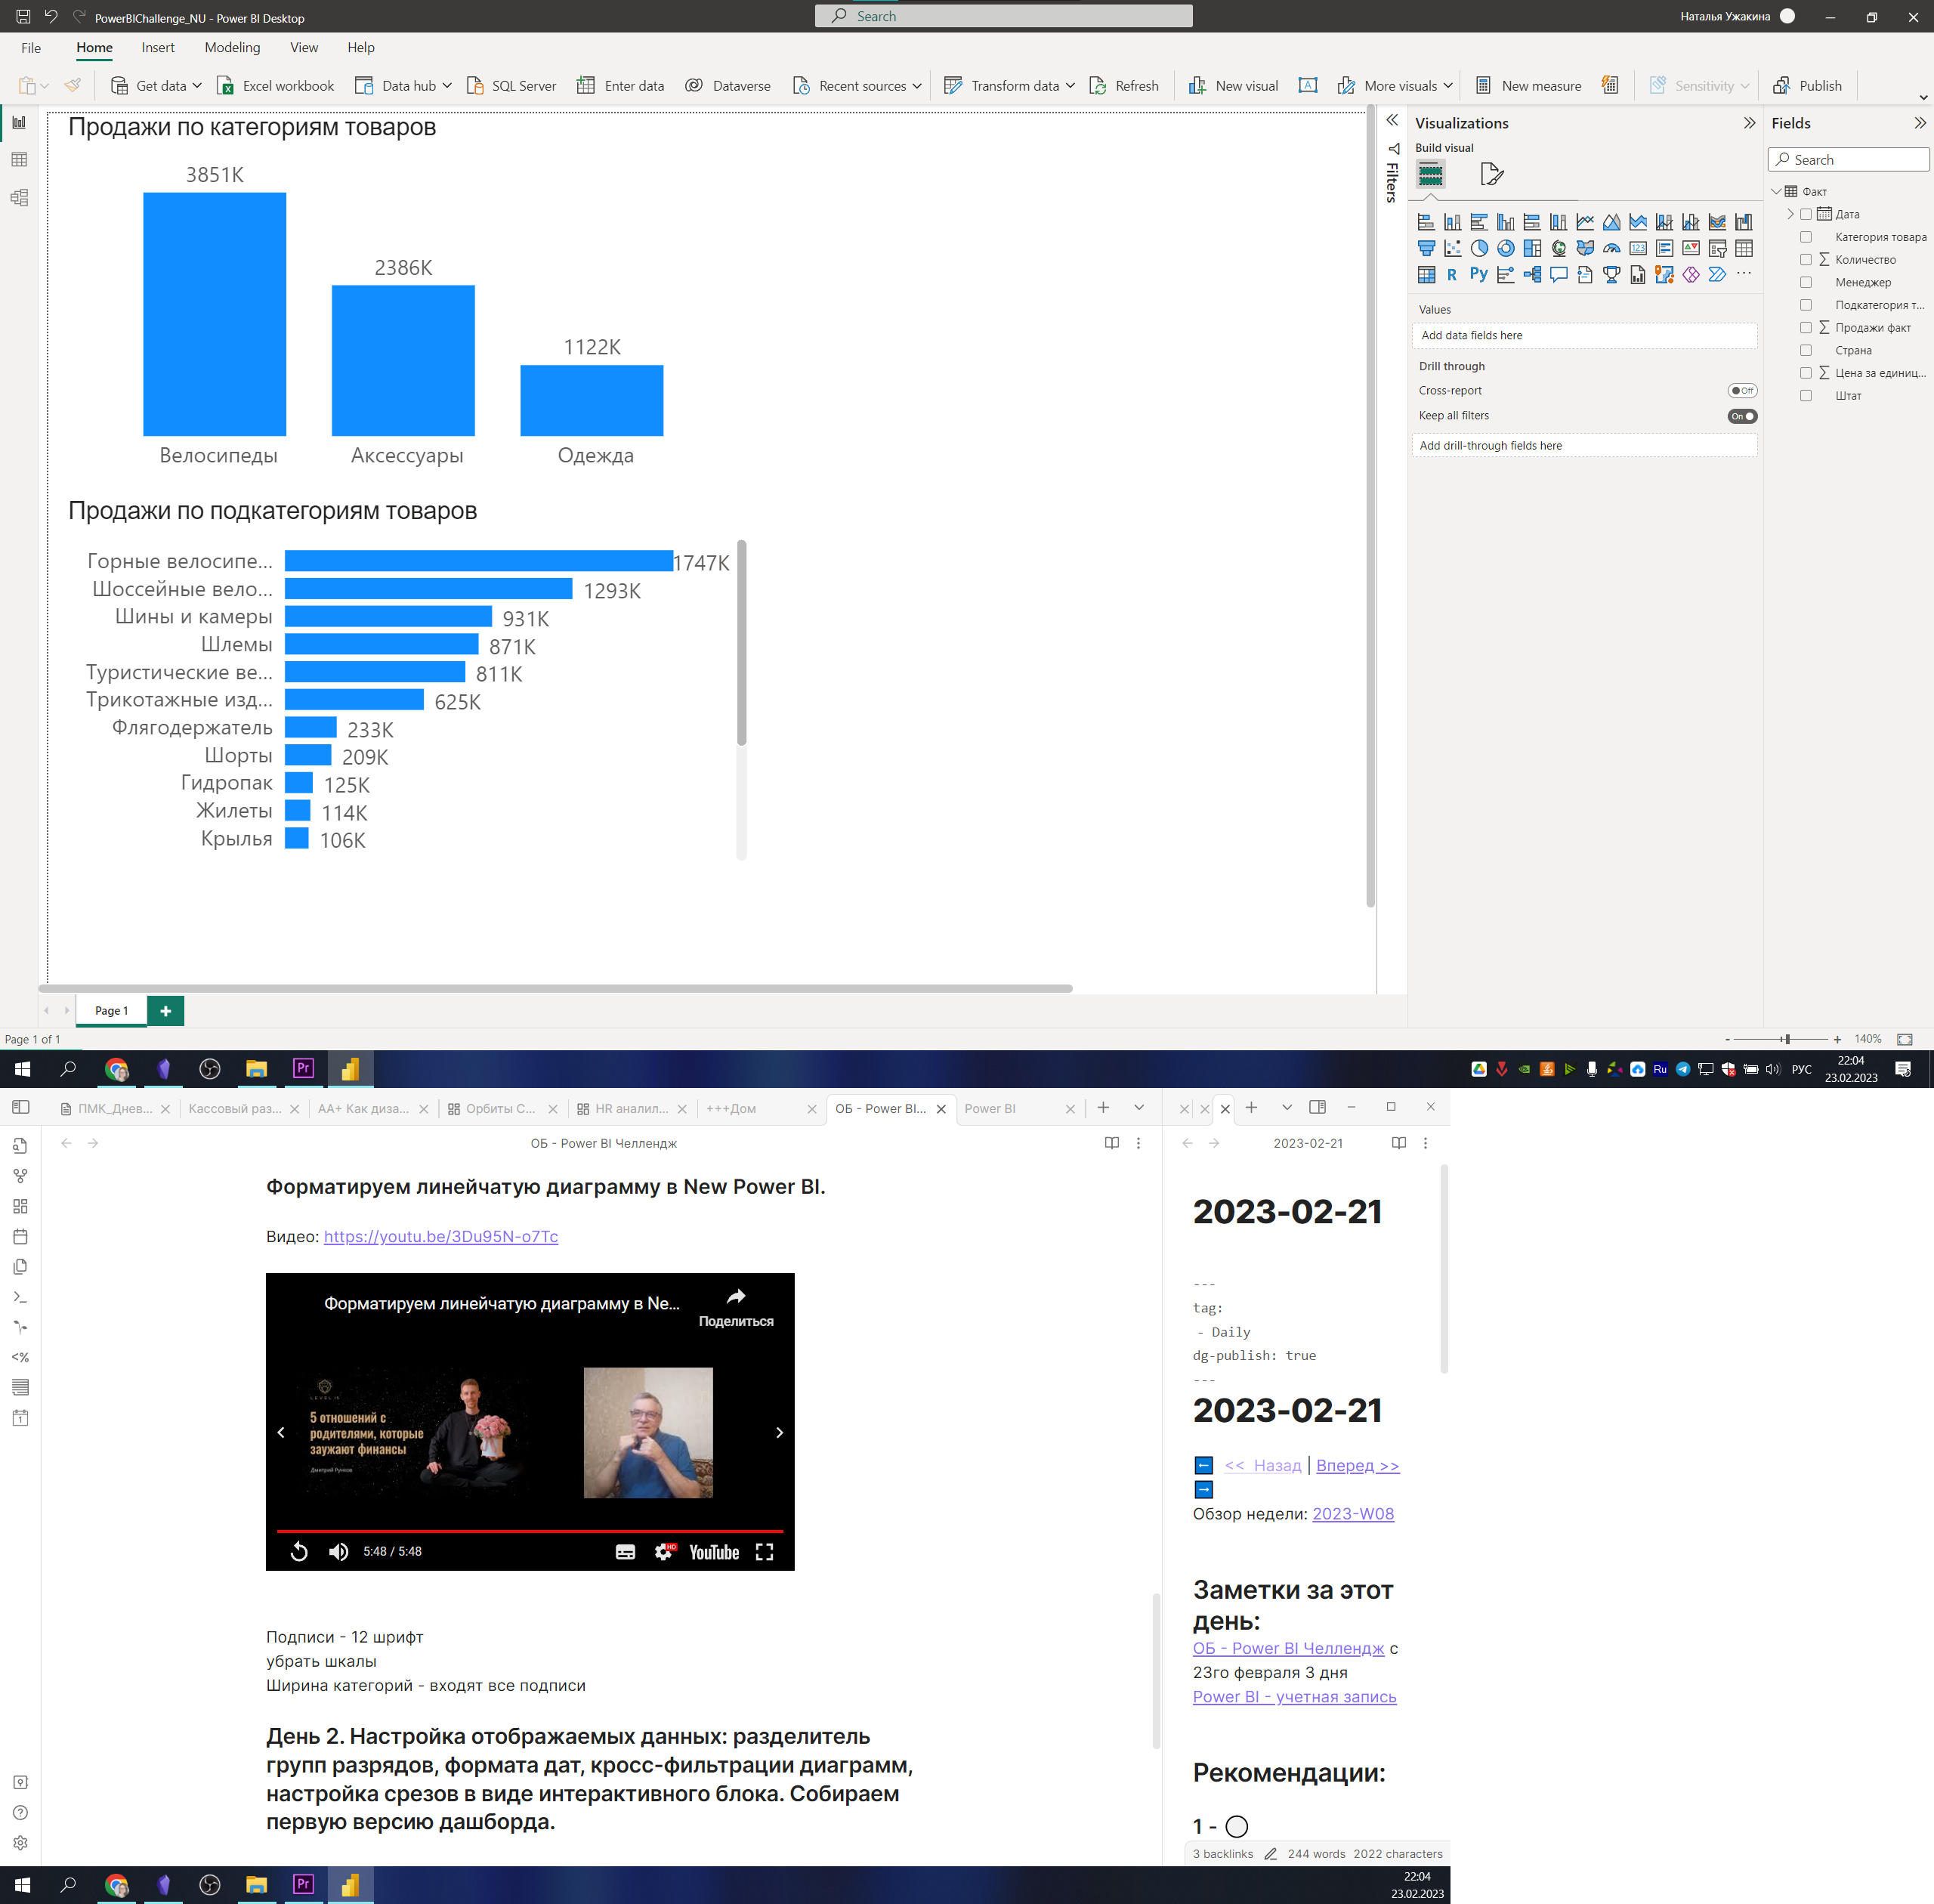 PowerBIChallenge_NU - Power BI Desktop
Search
Наталья Ужакина
File Home Insert Modeling View Help
Get data Excel workbook Data hub SQL Server Enter data Dataverse Recent sources Transform data Refresh New visual More visuals New measure Sensitivity Publish
Продажи по категориям товаров
3851K
2386K
1122K
Велосипеды Аксессуары Одежда
Продажи по подкатегориям товаров
Горные велосипе... 1747K
Шоссейные вело... 1293K
Шины и камеры 931K
Шлемы 871K
Туристические ве... 811K
Трикотажные изд... 625K
Флягодержатель 233K
Шорты 209K
Гидропак 125K
Жилеты 114K
Крылья 106K
Filters
Visualizations
Build visual
123
R Py
Values
Add data fields here
Drill through
Cross-report Off
Keep all filters On
Add drill-through fields here
Fields
Search
Факт
Дата
Категория товара
Количество
Менеджер
Подкатегория т...
Продажи факт
Страна
Цена за единиц...
Штат
Page 1
Page 1 of 1
- + 140%
Pr
Ru
РУС
22:04
23.02.2023
ПМК_Днев... Кассовый раз... АА+ Как диза... Орбиты С... HR аналил... +++Дом ОБ - Power BI... Power BI
ОБ - Power BI Челлендж
Форматируем линейчатую диаграмму в New Power BI.
Видео: https://youtu.be/3Du95N-o7Tc
Форматируем линейчатую диаграмму в Ne...
Поделиться
5 отношений с
родителями, которые
заужают финансы
5:48 / 5:48
HD
YouTube
Подписи - 12 шрифт
убрать шкалы
Ширина категорий - входят все подписи
День 2. Настройка отображаемых данных: разделитель
групп разрядов, формата дат, кросс-фильтрации диаграмм,
настройка срезов в виде интерактивного блока. Собираем
первую версию дашборда.
2023-02-21
2023-02-21
---
tag:
- Daily
dg-publish: true
---
2023-02-21
<< Назад | Вперед >>
Обзор недели: 2023-W08
Заметки за этот
день:
ОБ - Power BI Челлендж с
23го февраля 3 дня
Power BI - учетная запись
Рекомендации:
1 -
3 backlinks 244 words 2022 characters
Pr
22:04
23.02.2023